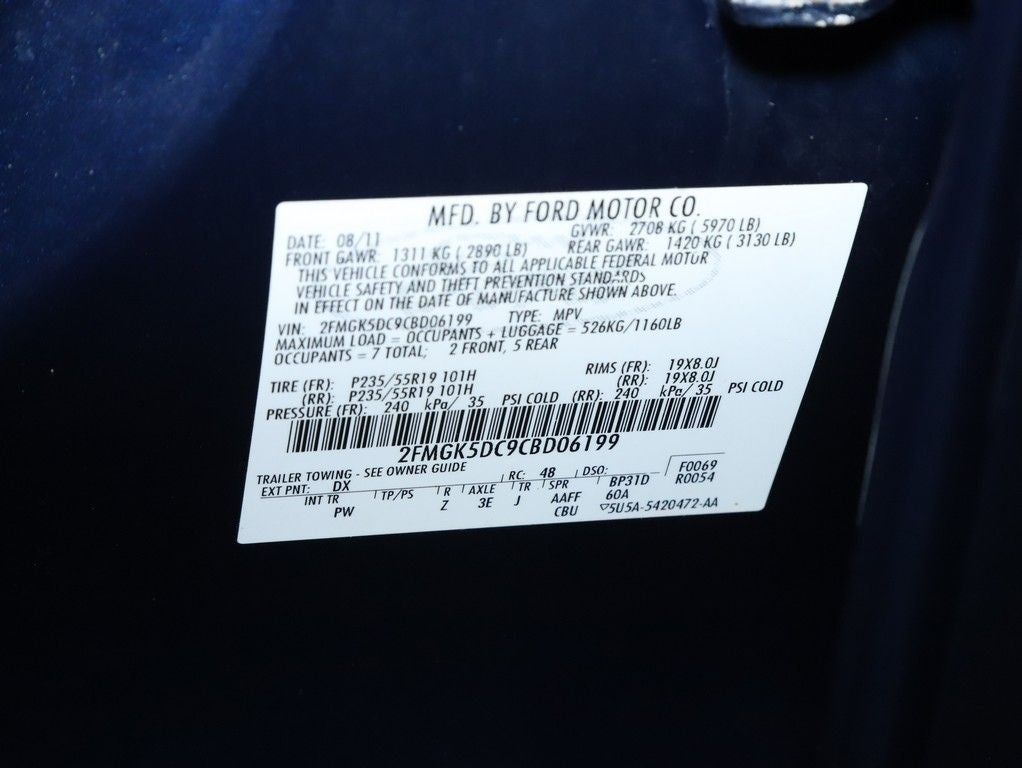 MFD. BY FORD MOTOR CO.
DATE: 08/11 GVWR: 2708 KG ( 5970 LB)
FRONT GAWR: 1311 KG ( 2890 LB) REAR GAWR: 1420 KG ( 3130 LB)
THIS VEHICLE CONFORMS TO ALL APPLICABLE FEDERAL MOTOR
VEHICLE SAFETY AND THEFT PREVENTION STANDARDS
IN EFFECT ON THE DATE OF MANUFACTURE SHOWN ABOVE.
VIN: 2FMGK5DC9CBD06199 TYPE: MPV
MAXIMUM LOAD = OCCUPANTS + LUGGAGE = 526KG/1160LB
OCCUPANTS = 7 TOTAL; 2 FRONT, 5 REAR
TIRE (FR): P235/55R19 101H RIMS (FR): 19X8.0J
(RR): P235/55R19 101H (RR): 19X8.0J
PRESSURE (FR): 240 kPa/ 35 PSI COLD (RR): 240 kPa/ 35 PSI COLD
2FMGK5DC9CBD06199
TRAILER TOWING - SEE OWNER GUIDE
EXT PNT: DX RC: 48 DSO: F0069
INT TR TP/PS R AXLE TR SPR BP31D R0054
PW Z 3E J AAFF 60A
CBU ▽5U5A-5420472-AA